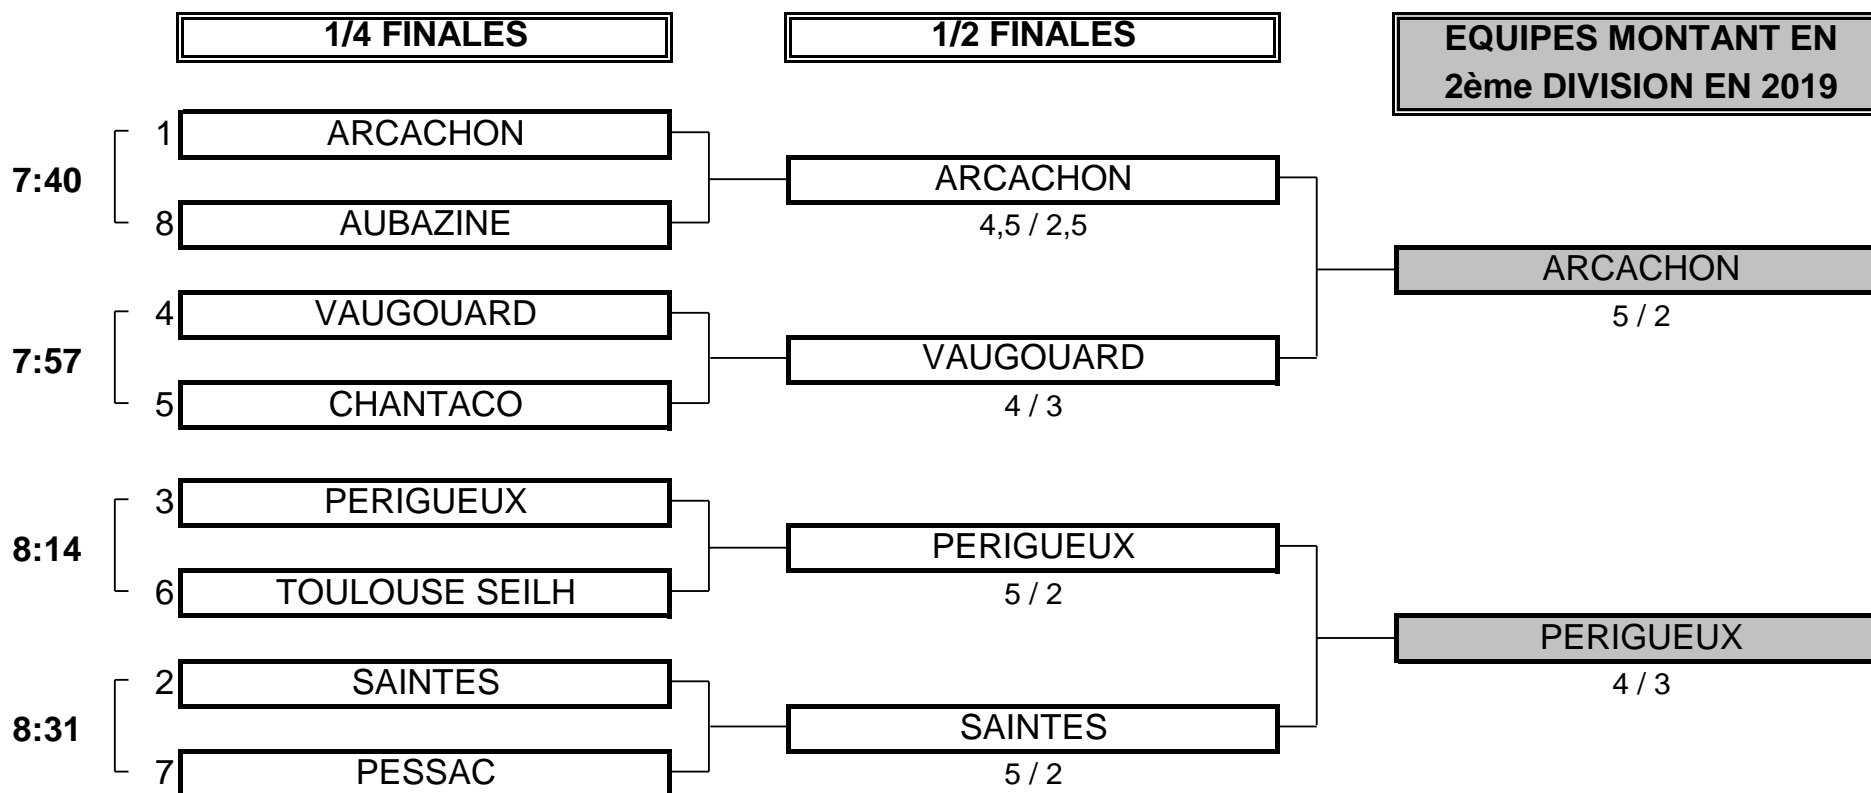 1/4 FINALES
1/2 FINALES
EQUIPES MONTANT EN
2ème DIVISION EN 2019
7:40
1 ARCACHON
8 AUBAZINE
ARCACHON
4,5 / 2,5
7:57
4 VAUGOUARD
5 CHANTACO
VAUGOUARD
4 / 3
ARCACHON
5 / 2
8:14
3 PERIGUEUX
6 TOULOUSE SEILH
PERIGUEUX
5 / 2
8:31
2 SAINTES
7 PESSAC
SAINTES
5 / 2
PERIGUEUX
4 / 3